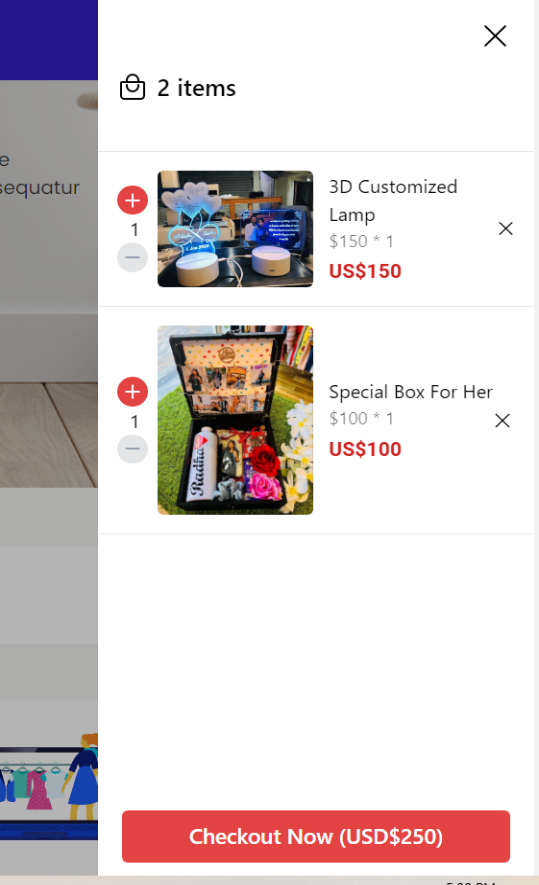 e
sequatur
2 items
1
3D Customized
Lamp
$150 * 1
US$150
1
Radha
Special Box For Her
$100 * 1
US$100
Checkout Now (USD$250)